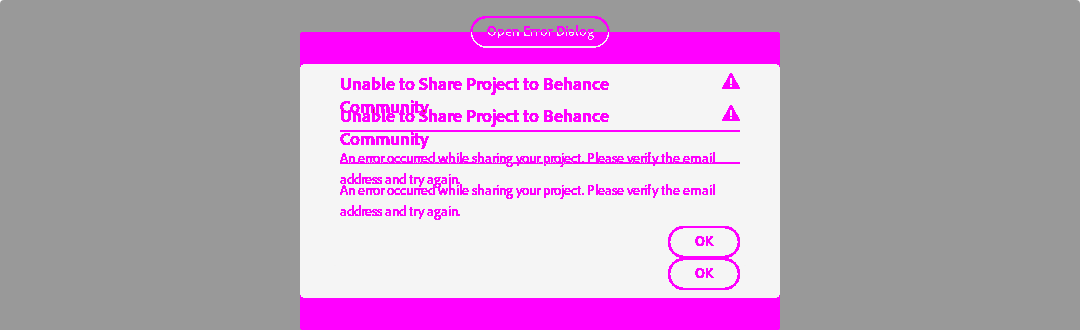 Open Error Dialog
Unable to Share Project to Behance
Community
Unable to Share Project to Behance
Community
An error occurred while sharing your project. Please verify the email
address and try again.
An error occurred while sharing your project. Please verify the email
address and try again.
OK
OK